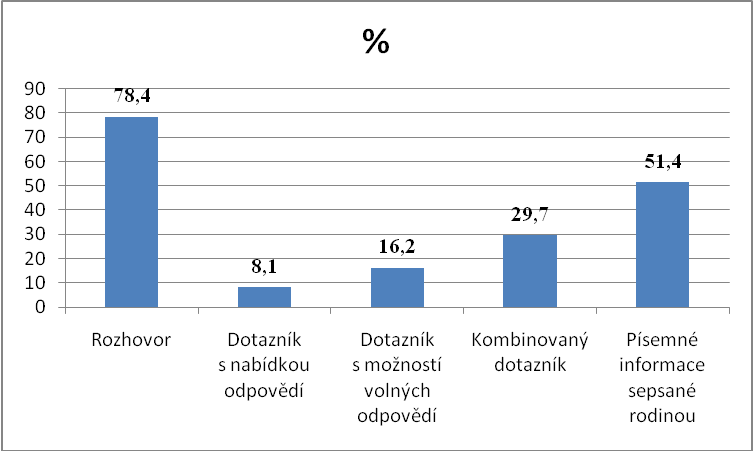 %
90
80
70
60
50
40
30
20
10
0
78,4
8,1
16,2
29,7
51,4
Rozhovor
Dotazník
s nabídkou
odpovědí
Dotazník
s možností
volných
odpovědí
Kombinovaný
dotazník
Písemné
informace
sepsané
rodinou